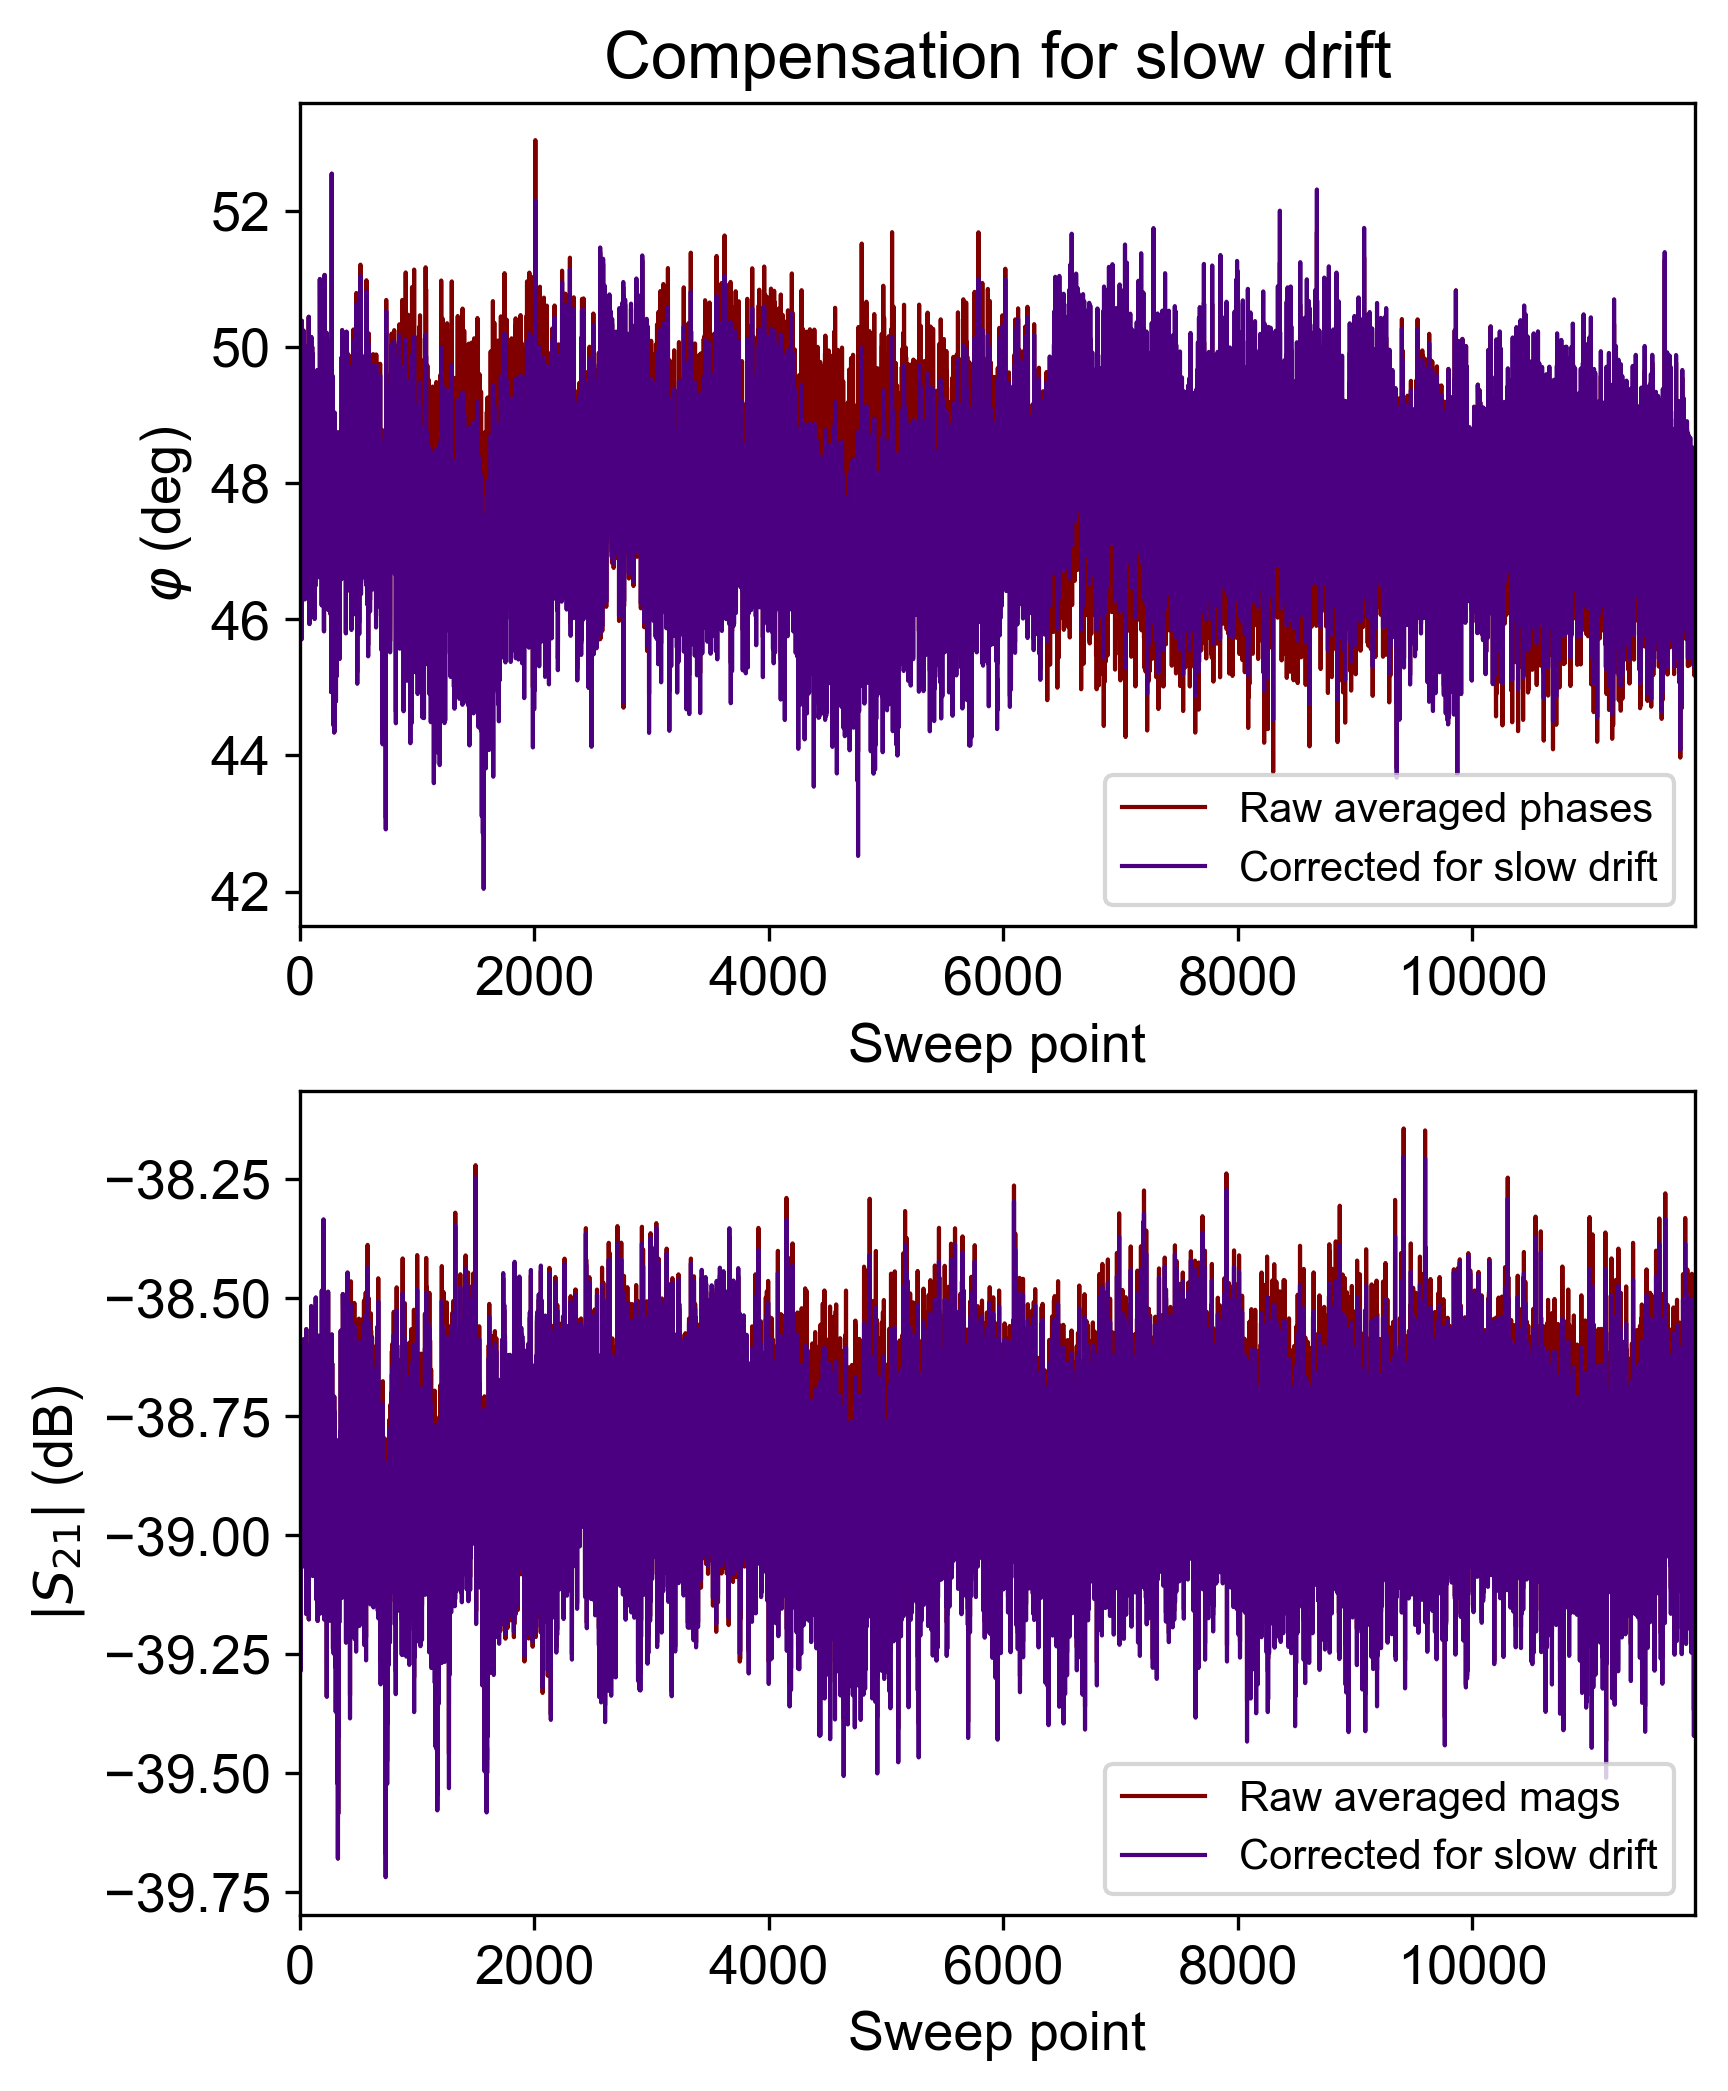 Compensation for slow drift
52
50
48
46
44
42
φ (deg)
Raw averaged phases
Corrected for slow drift
0 2000 4000 6000 8000 10000
Sweep point
−38.25
−38.50
−38.75
−39.00
−39.25
−39.50
−39.75
|S₂₁| (dB)
Raw averaged mags
Corrected for slow drift
0 2000 4000 6000 8000 10000
Sweep point